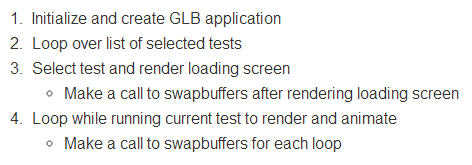 1. Initialize and create GLB application
2. Loop over list of selected tests
3. Select test and render loading screen
○ Make a call to swapbuffers after rendering loading screen
4. Loop while running current test to render and animate
○ Make a call to swapbuffers for each loop